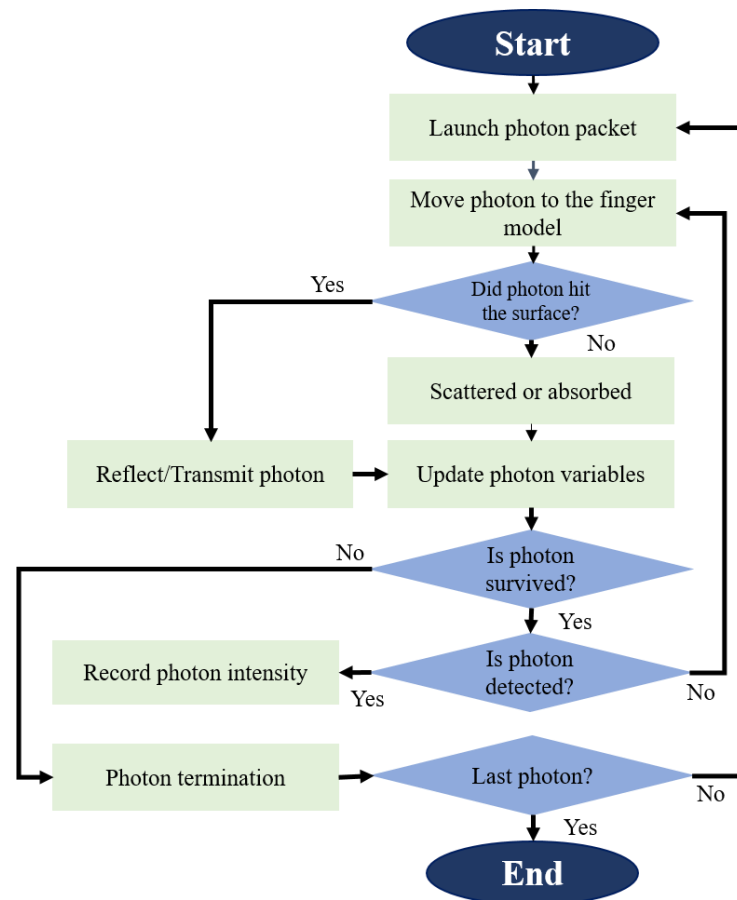 Start
Launch photon packet
Move photon to the finger
model
Yes
Did photon hit
the surface?
No
Scattered or absorbed
Reflect/Transmit photon
Update photon variables
No
Is photon
survived?
Yes
Record photon intensity
Yes
Is photon
detected?
No
Photon termination
Last photon?
No
Yes
End